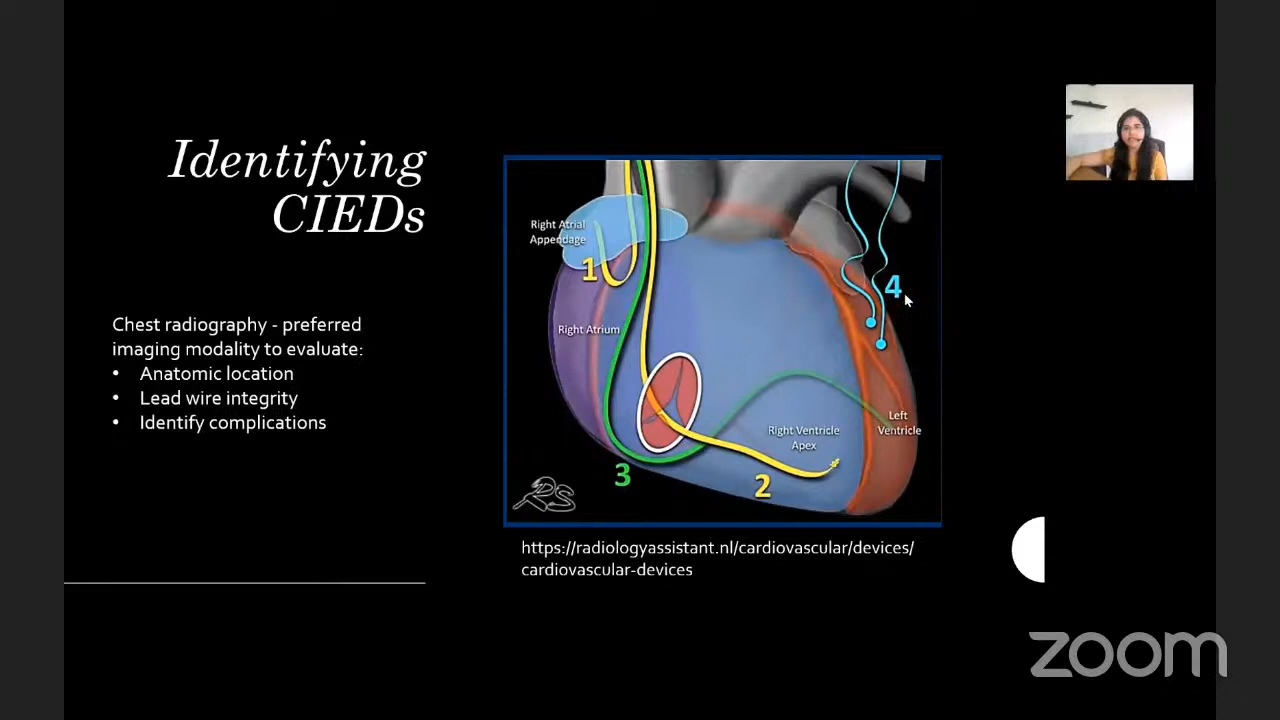 Identifying
CIEDs
Chest radiography - preferred
imaging modality to evaluate:
• Anatomic location
• Lead wire integrity
• Identify complications
Right Atrial
Appendage
1
4
Right Atrium
Left
Ventricle
Right Ventricle
Apex
3
2
RS
https://radiologyassistant.nl/cardiovascular/devices/
cardiovascular-devices
zoom